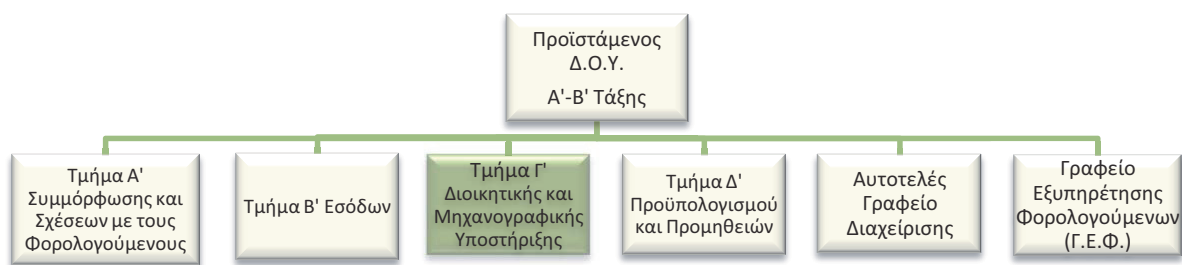 Προϊστάμενος
Δ.Ο.Υ.
Α'-Β' Τάξης
Τμήμα Α'
Συμμόρφωσης και
Σχέσεων με τους
Φορολογούμενους
Τμήμα Β' Εσόδων
Τμήμα Γ'
Διοικητικής και
Μηχανογραφικής
Υποστήριξης
Τμήμα Δ'
Προϋπολογισμού
και Προμηθειών
Αυτοτελές
Γραφείο
Διαχείρισης
Γραφείο
Εξυπηρέτησης
Φορολογούμενων
(Γ.Ε.Φ.)